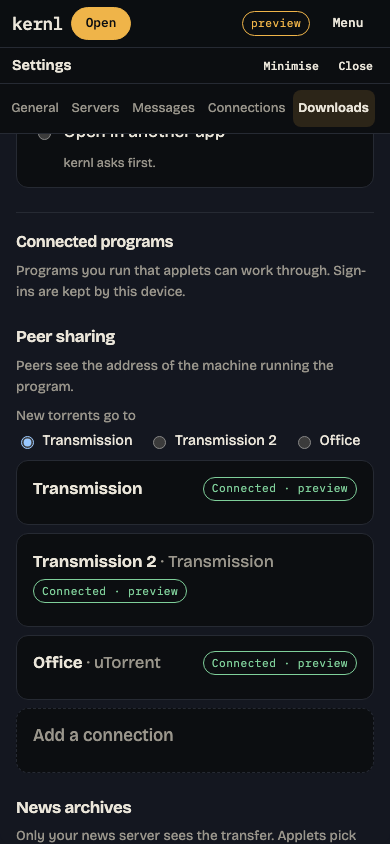 kernl Open preview Menu
Settings Minimise Close
General Servers Messages Connections Downloads
Open in another app
kernl asks first.
Connected programs
Programs you run that applets can work through. Sign-
ins are kept by this device.
Peer sharing
Peers see the address of the machine running the
program.
New torrents go to
Transmission Transmission 2 Office
Transmission Connected · preview
Transmission 2 · Transmission
Connected · preview
Office · uTorrent Connected · preview
Add a connection
News archives
Only your news server sees the transfer. Applets pick